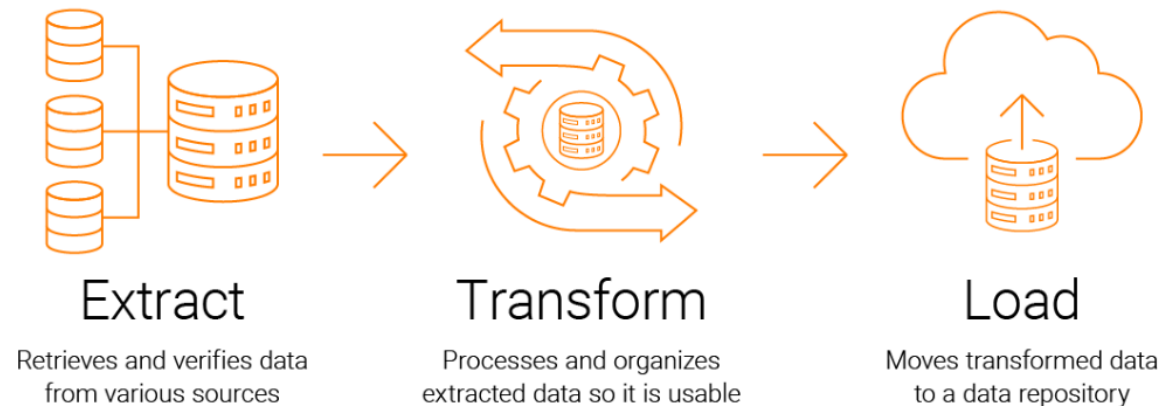 Extract
Retrieves and verifies data
from various sources
Transform
Processes and organizes
extracted data so it is usable
Load
Moves transformed data
to a data repository